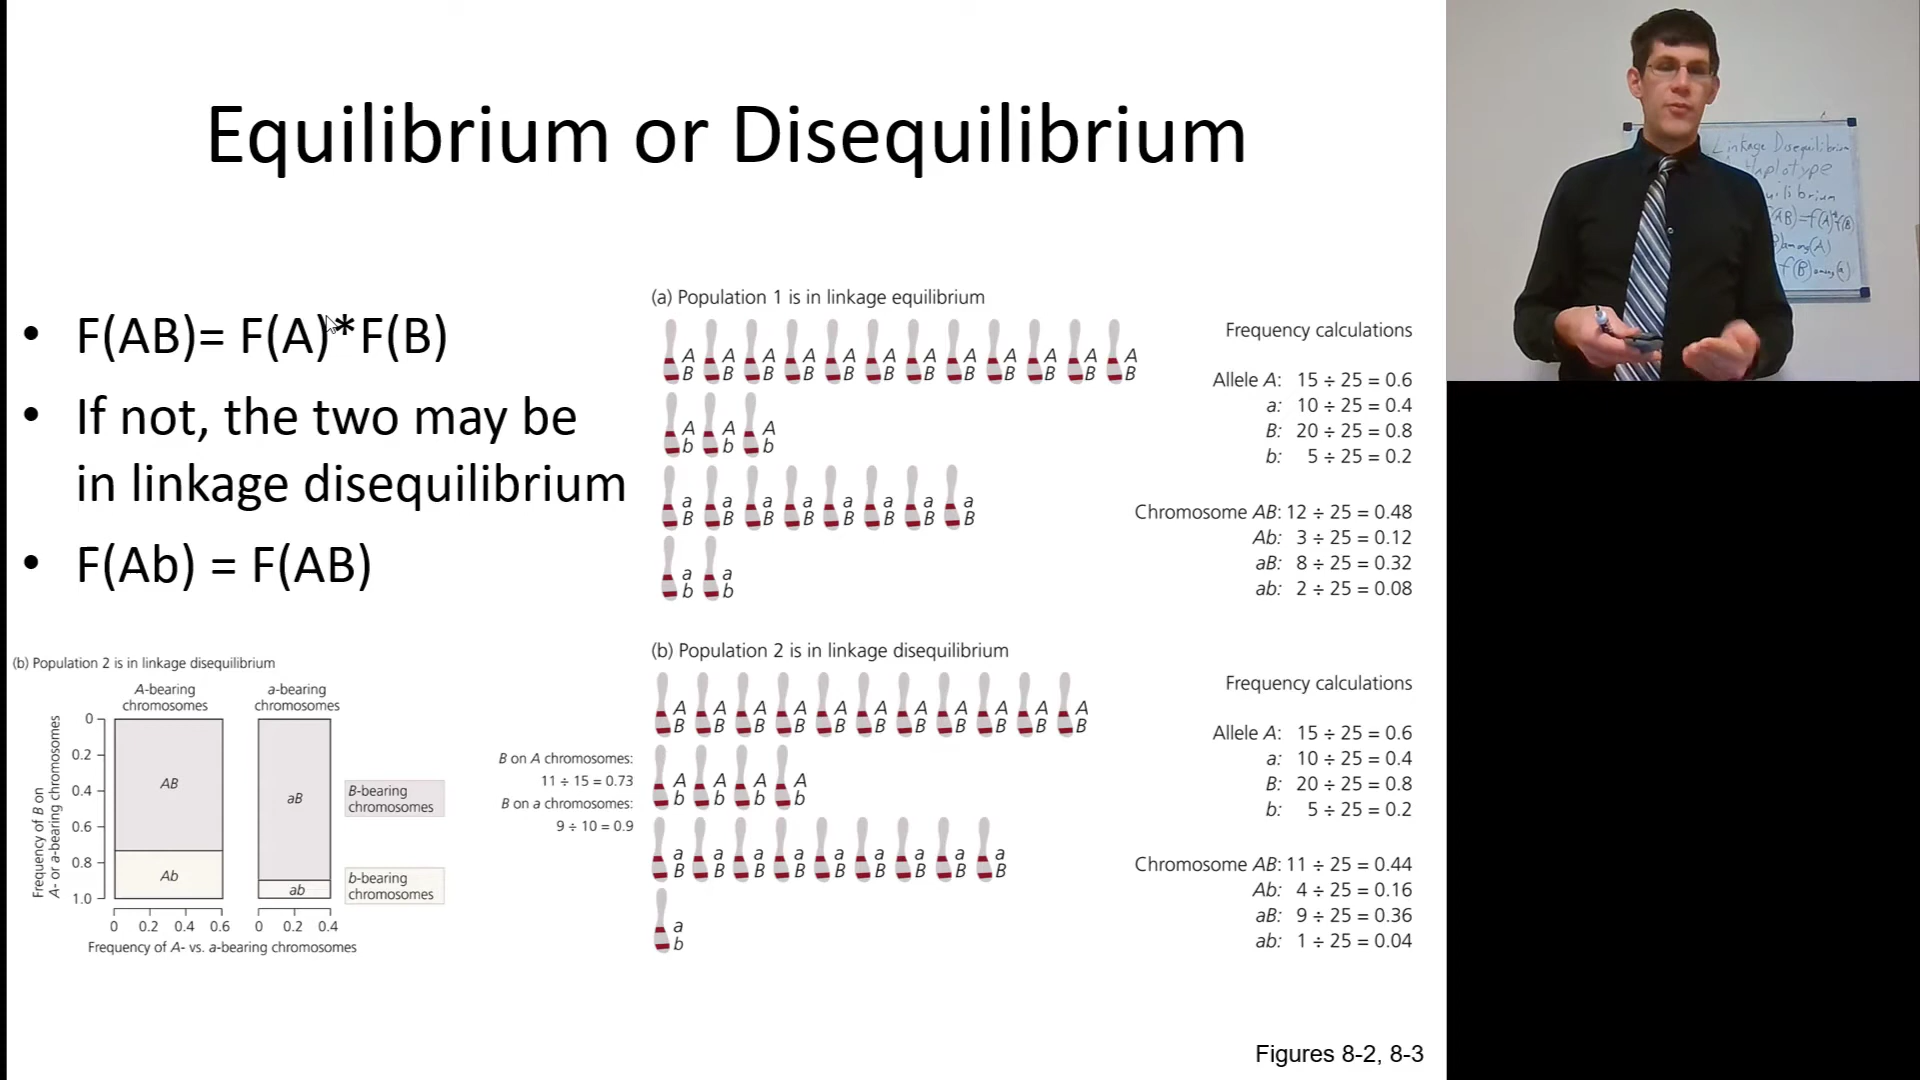 Equilibrium or Disequilibrium
• F(AB)= F(A)*F(B)
• If not, the two may be
in linkage disequilibrium
• F(Ab) = F(AB)
(a) Population 1 is in linkage equilibrium
A A A A A A A A A A A A
B B B B B B B B B B B B
A A A
b b b
a a a a a a a a
B B B B B B B B
a a
b b
Frequency calculations
Allele A: 15 ÷ 25 = 0.6
a: 10 ÷ 25 = 0.4
B: 20 ÷ 25 = 0.8
b: 5 ÷ 25 = 0.2
Chromosome AB: 12 ÷ 25 = 0.48
Ab: 3 ÷ 25 = 0.12
aB: 8 ÷ 25 = 0.32
ab: 2 ÷ 25 = 0.08
(b) Population 2 is in linkage disequilibrium
A-bearing
chromosomes
a-bearing
chromosomes
Frequency of B on
A- or a-bearing chromosomes
0
0.2
0.4
0.6
0.8
1.0
AB
Ab
aB
ab
B-bearing
chromosomes
b-bearing
chromosomes
0 0.2 0.4 0.6 0 0.2 0.4
Frequency of A- vs. a-bearing chromosomes
B on A chromosomes:
11 ÷ 15 = 0.73
B on a chromosomes:
9 ÷ 10 = 0.9
(b) Population 2 is in linkage disequilibrium
A A A A A A A A A A A
B B B B B B B B B B B
A A A A
b b b b
a a a a a a a a a
B B B B B B B B B
a
b
Frequency calculations
Allele A: 15 ÷ 25 = 0.6
a: 10 ÷ 25 = 0.4
B: 20 ÷ 25 = 0.8
b: 5 ÷ 25 = 0.2
Chromosome AB: 11 ÷ 25 = 0.44
Ab: 4 ÷ 25 = 0.16
aB: 9 ÷ 25 = 0.36
ab: 1 ÷ 25 = 0.04
Figures 8-2, 8-3
Linkage Disequilibrium
Haplotype
ilibrium
AB)=f(A)*f(B)
among(A)
f(B)among(a)